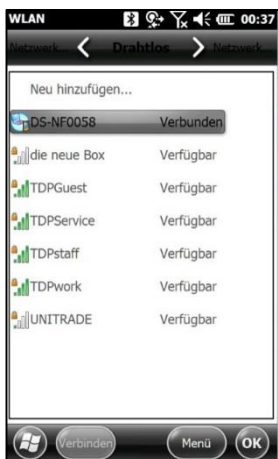 WLAN 00:37
Netzwerk... Drahtlos Netzwerk...
Neu hinzufügen...
DS-NF0058 Verbunden
die neue Box Verfügbar
TDPGuest Verfügbar
TDPService Verfügbar
TDPstaff Verfügbar
TDPwork Verfügbar
UNITRADE Verfügbar
Verbinden Menü OK